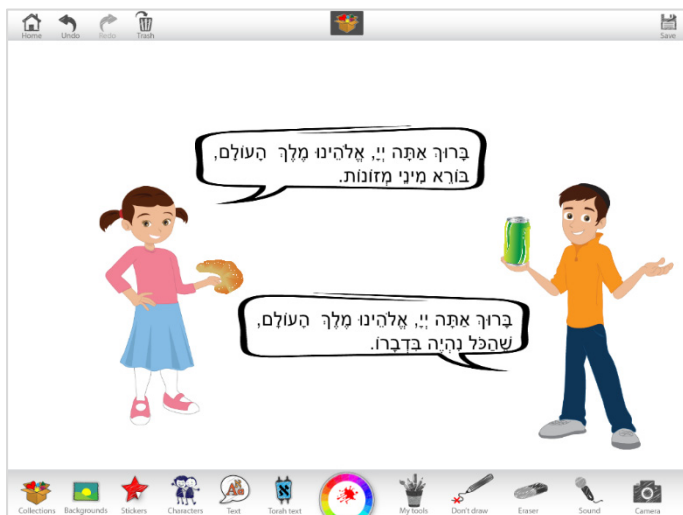 Home
Undo
Redo
Trash
Save
בָּרוּךְ אַתָּה יְיָ, אֱלֹהֵינוּ מֶלֶךְ הָעוֹלָם,
בּוֹרֵא מִינֵי מְזוֹנוֹת.
בָּרוּךְ אַתָּה יְיָ, אֱלֹהֵינוּ מֶלֶךְ הָעוֹלָם,
שֶׁהַכֹּל נִהְיֶה בִּדְבָרוֹ.
Collections
Backgrounds
Stickers
Characters
Text
Torah text
My tools
Don't draw
Eraser
Sound
Camera